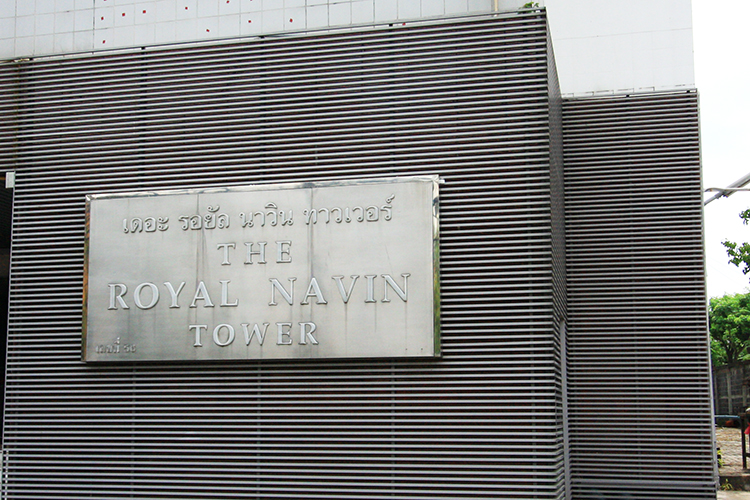 เดอะ รอยัล นาวิน ทาวเวอร์
THE
ROYAL NAVIN
TOWER